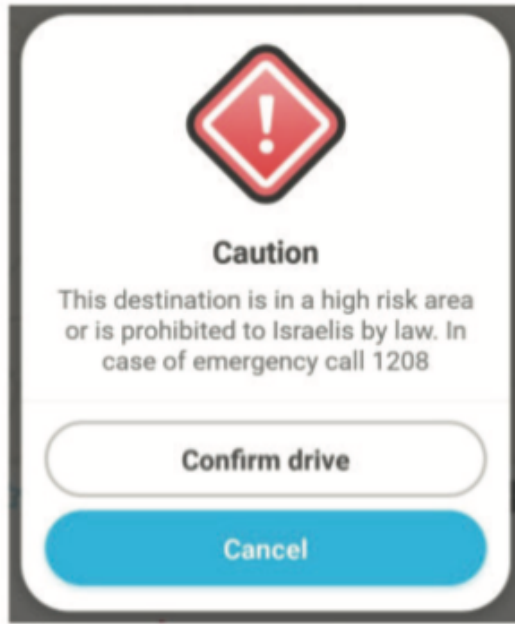 Caution
This destination is in a high risk area
or is prohibited to Israelis by law. In
case of emergency call 1208
Confirm drive
Cancel